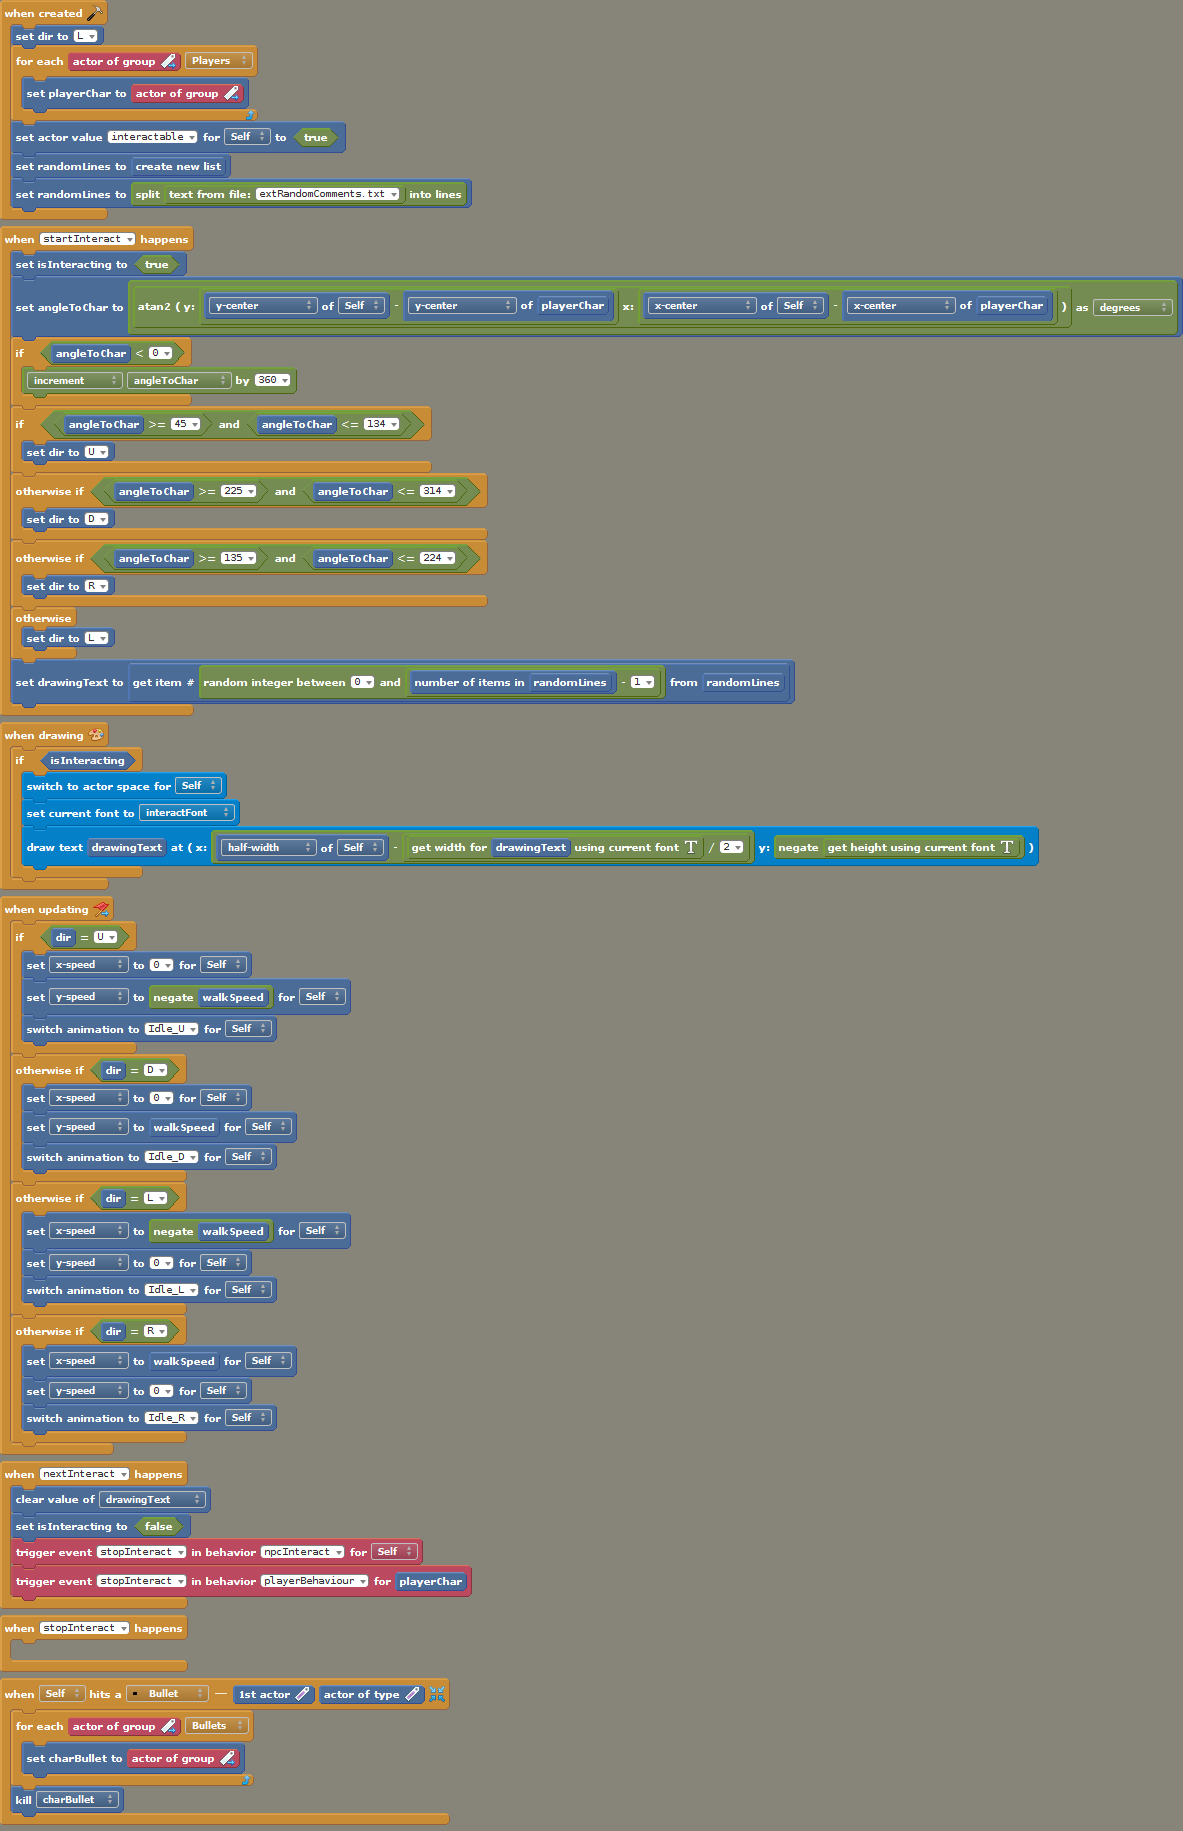 when created
set dir to L
for each actor of group Players
set playerChar to actor of group
set actor value interactable for Self to true
set randomLines to create new list
set randomLines to split text from file: extRandomComments.txt into lines
when startInteract happens
set isInteracting to true
set angleToChar to atan2 ( y: y-center of Self - y-center of playerChar x: x-center of Self - x-center of playerChar ) as degrees
if angleToChar < 0
increment angleToChar by 360
if angleToChar >= 45 and angleToChar <= 134
set dir to U
otherwise if angleToChar >= 225 and angleToChar <= 314
set dir to D
otherwise if angleToChar >= 135 and angleToChar <= 224
set dir to R
otherwise
set dir to L
set drawingText to get item # random integer between 0 and number of items in randomLines - 1 from randomLines
when drawing
if isInteracting
switch to actor space for Self
set current font to interactFont
draw text drawingText at ( x: half-width of Self - get width for drawingText using current font T / 2 y: negate get height using current font T )
when updating
if dir = U
set x-speed to 0 for Self
set y-speed to negate walkSpeed for Self
switch animation to Idle_U for Self
otherwise if dir = D
set x-speed to 0 for Self
set y-speed to walkSpeed for Self
switch animation to Idle_D for Self
otherwise if dir = L
set x-speed to negate walkSpeed for Self
set y-speed to 0 for Self
switch animation to Idle_L for Self
otherwise if dir = R
set x-speed to walkSpeed for Self
set y-speed to 0 for Self
switch animation to Idle_R for Self
when nextInteract happens
clear value of drawingText
set isInteracting to false
trigger event stopInteract in behavior npcInteract for Self
trigger event stopInteract in behavior playerBehaviour for playerChar
when stopInteract happens
when Self hits a Bullet — 1st actor actor of type
for each actor of group Bullets
set charBullet to actor of group
kill charBullet